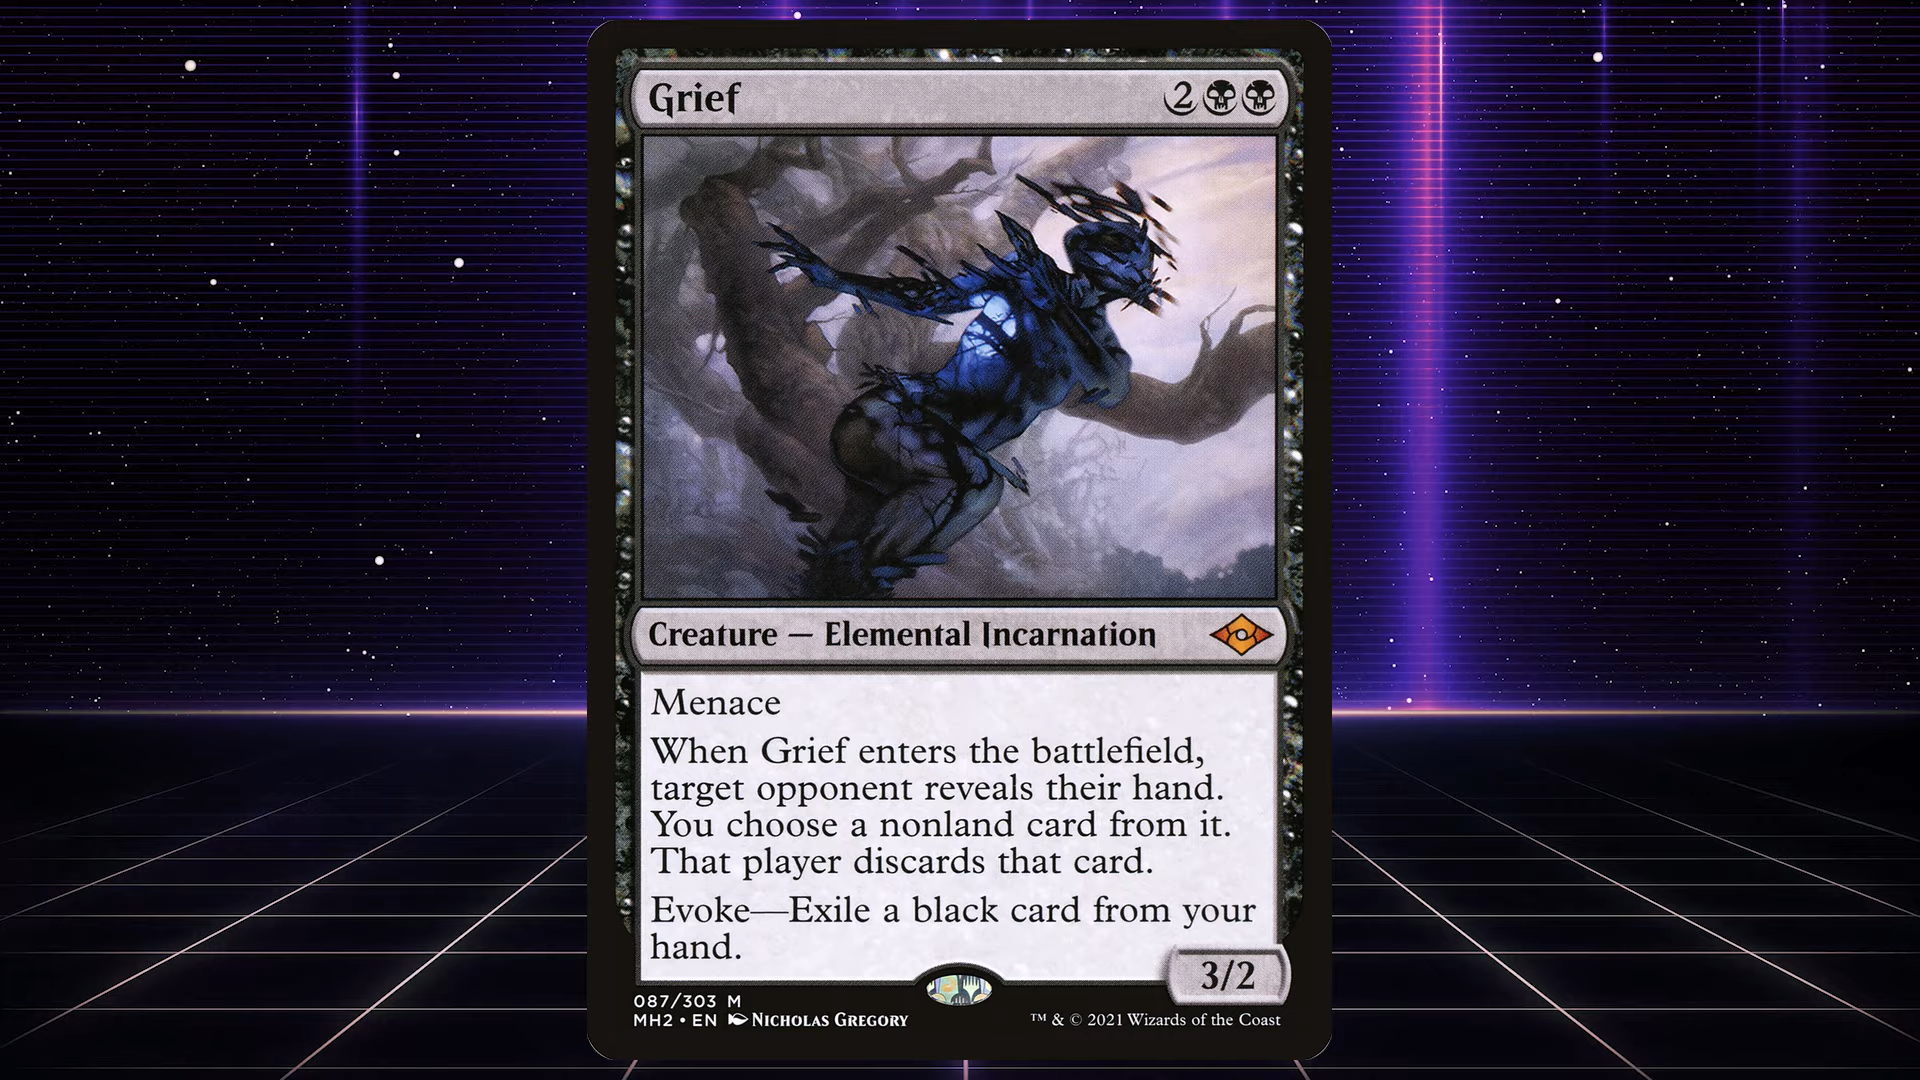 Grief 2
Creature — Elemental Incarnation
Menace
When Grief enters the battlefield,
target opponent reveals their hand.
You choose a nonland card from it.
That player discards that card.
Evoke—Exile a black card from your
hand.
3/2
087/303 M
MH2 • EN Nicholas Gregory
™ & © 2021 Wizards of the Coast